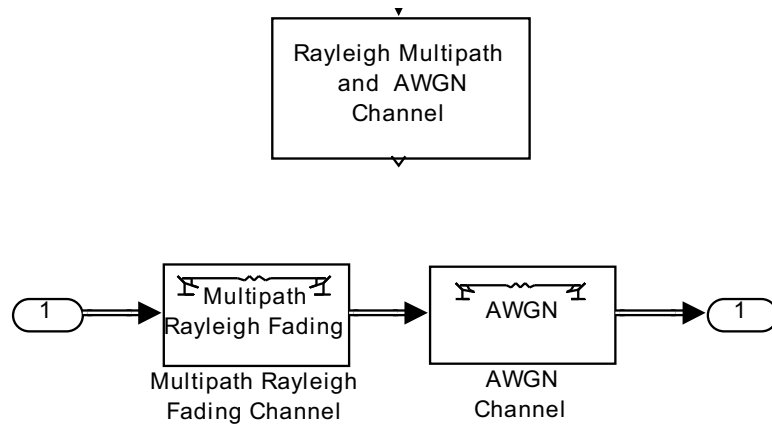 Rayleigh Multipath
and AWGN
Channel
1
Multipath
Rayleigh Fading
AWGN
1
Multipath Rayleigh
Fading Channel
AWGN
Channel